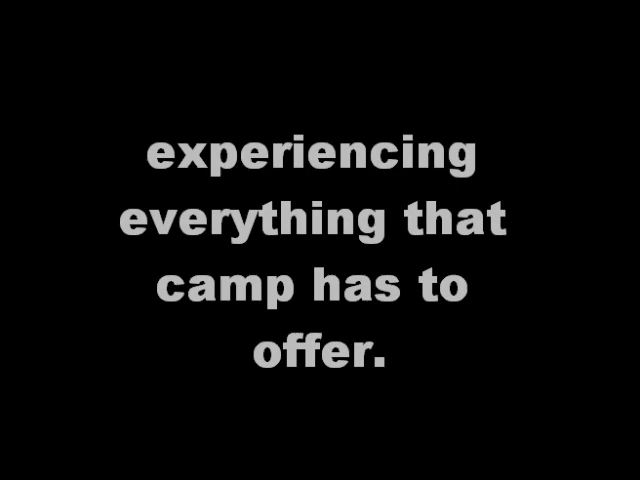 experiencing
everything that
camp has to
offer.